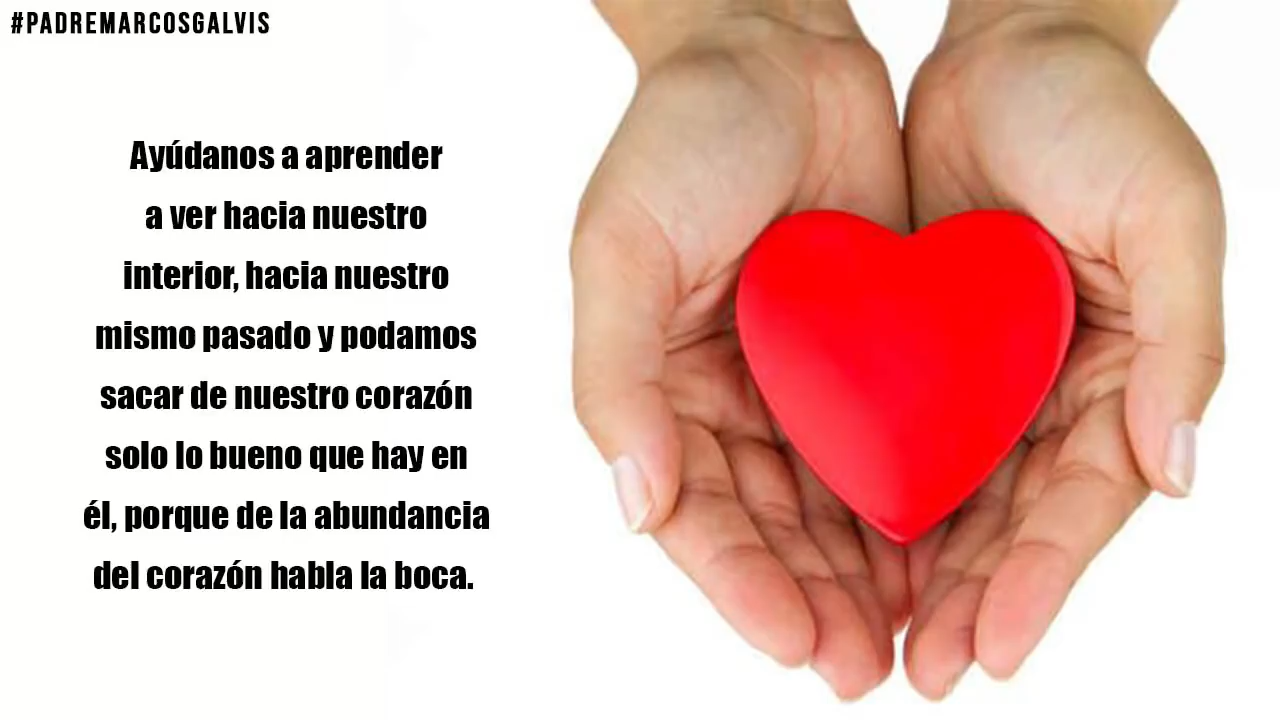 #PADREMARCOSGALVIS
Ayúdanos a aprender
a ver hacia nuestro
interior, hacia nuestro
mismo pasado y podamos
sacar de nuestro corazón
solo lo bueno que hay en
él, porque de la abundancia
del corazón habla la boca.